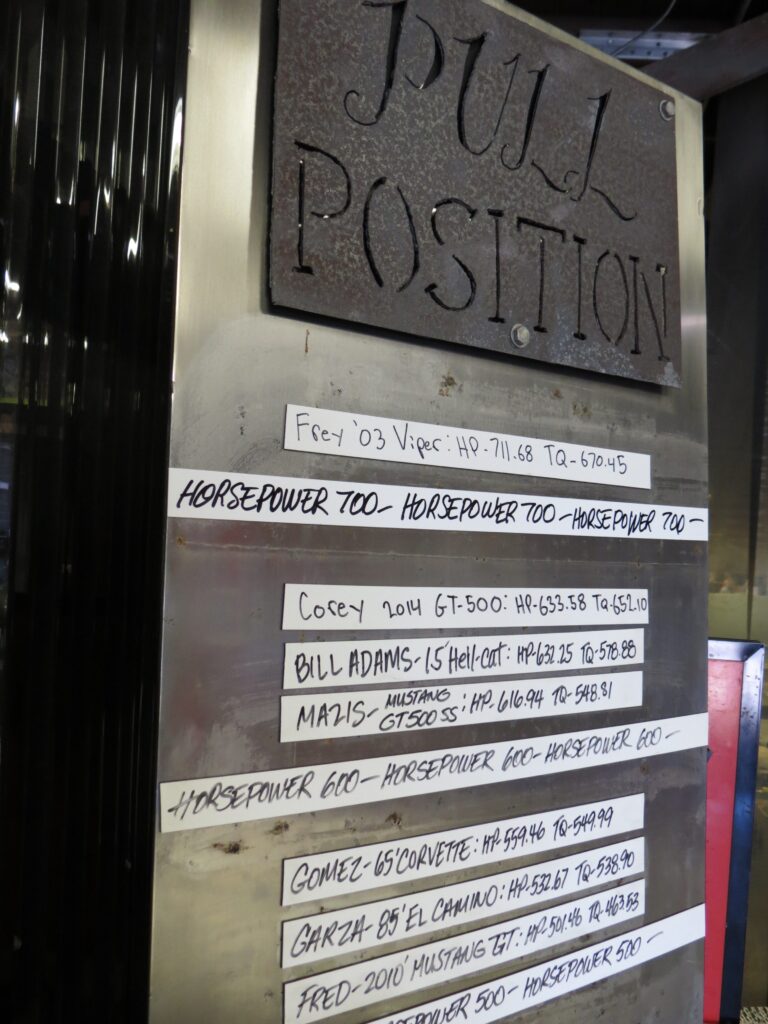 PULL
POSITION
Frey '03 Viper: HP-711.68 TQ-670.45
HORSEPOWER 700- HORSEPOWER 700 -HORSEPOWER 700 -
Corey 2014 GT-500: HP-633.58 TQ-652.10
BILL ADAMS-15' Hell-cat: HP-632.25 TQ-578.88
MAZIS- MUSTANG GT500 SS: HP- 616.94 TQ-548.81
HORSEPOWER 600- HORSEPOWER 600- HORSEPOWER 600-
GOMEZ-65' CORVETTE: HP-559.46 TQ-549.99
GARZA-85' EL CAMINO: HP-532.67 TQ-538.90
FRED-2010' MUSTANG GT: HP-501.46 TQ-463.53
HORSEPOWER 500- HORSEPOWER 500-